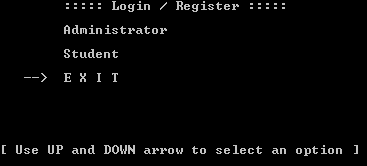 ::::: Login / Register :::::
Administrator
Student
--> E X I T
[ Use UP and DOWN arrow to select an option ]